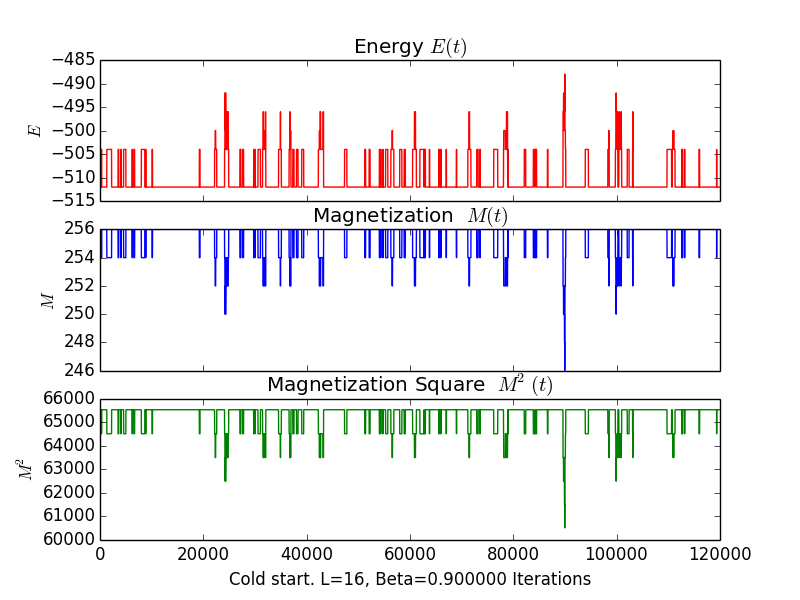 Energy E(t)
−485
−490
−495
−500
−505
−510
−515
E
Magnetization M(t)
256
254
252
250
248
246
M
Magnetization Square M² (t)
66000
65000
64000
63000
62000
61000
60000
M²
0 20000 40000 60000 80000 100000 120000
Cold start. L=16, Beta=0.900000 Iterations